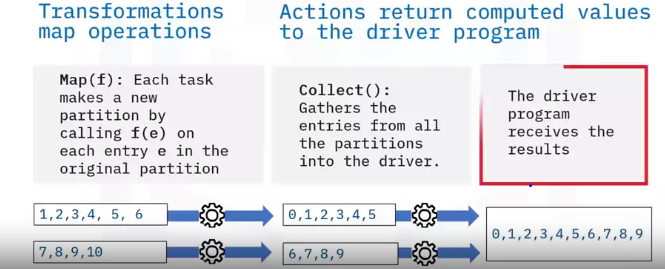 Transformations
map operations
Actions return computed values
to the driver program
Map(f): Each task
makes a new
partition by
calling f(e) on
each entry e in the
original partition
Collect():
Gathers the
entries from all
the partitions
into the driver.
The driver
program
receives the
results
1,2,3,4, 5, 6
0,1,2,3,4,5
7,8,9,10
6,7,8,9
0,1,2,3,4,5,6,7,8,9